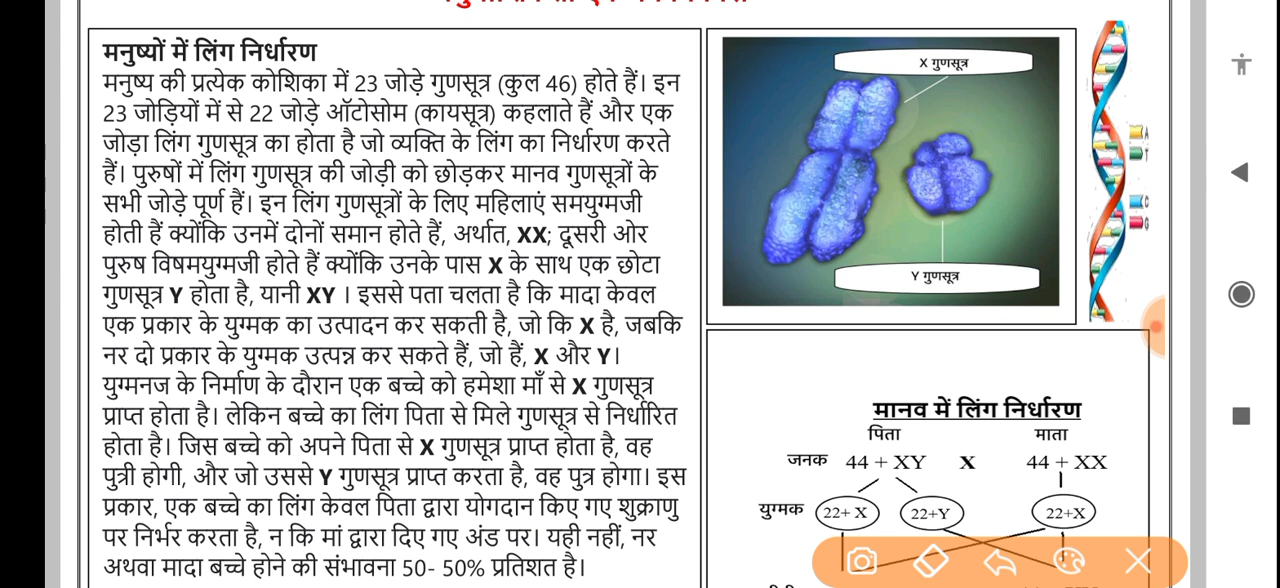 मनुष्यों में लिंग निर्धारण
मनुष्य की प्रत्येक कोशिका में 23 जोड़े गुणसूत्र (कुल 46) होते हैं। इन
23 जोड़ियों में से 22 जोड़े ऑटोसोम (कायसूत्र) कहलाते हैं और एक
जोड़ा लिंग गुणसूत्र का होता है जो व्यक्ति के लिंग का निर्धारण करते
हैं। पुरुषों में लिंग गुणसूत्र की जोड़ी को छोड़कर मानव गुणसूत्रों के
सभी जोड़े पूर्ण हैं। इन लिंग गुणसूत्रों के लिए महिलाएं समयुग्मजी
होती हैं क्योंकि उनमें दोनों समान होते हैं, अर्थात, XX; दूसरी ओर
पुरुष विषमयुग्मजी होते हैं क्योंकि उनके पास X के साथ एक छोटा
गुणसूत्र Y होता है, यानी XY । इससे पता चलता है कि मादा केवल
एक प्रकार के युग्मक का उत्पादन कर सकती है, जो कि X है, जबकि
नर दो प्रकार के युग्मक उत्पन्न कर सकते हैं, जो हैं, X और Y।
युग्मनज के निर्माण के दौरान एक बच्चे को हमेशा माँ से X गुणसूत्र
प्राप्त होता है। लेकिन बच्चे का लिंग पिता से मिले गुणसूत्र से निर्धारित
होता है। जिस बच्चे को अपने पिता से X गुणसूत्र प्राप्त होता है, वह
पुत्री होगी, और जो उससे Y गुणसूत्र प्राप्त करता है, वह पुत्र होगा। इस
प्रकार, एक बच्चे का लिंग केवल पिता द्वारा योगदान किए गए शुक्राणु
पर निर्भर करता है, न कि मां द्वारा दिए गए अंड पर। यही नहीं, नर
अथवा मादा बच्चे होने की संभावना 50- 50% प्रतिशत है।
X गुणसूत्र
Y गुणसूत्र
A
T
C
G
मानव में लिंग निर्धारण
पिता माता
जनक 44 + XY X 44 + XX
युग्मक 22+ X 22+Y 22+X